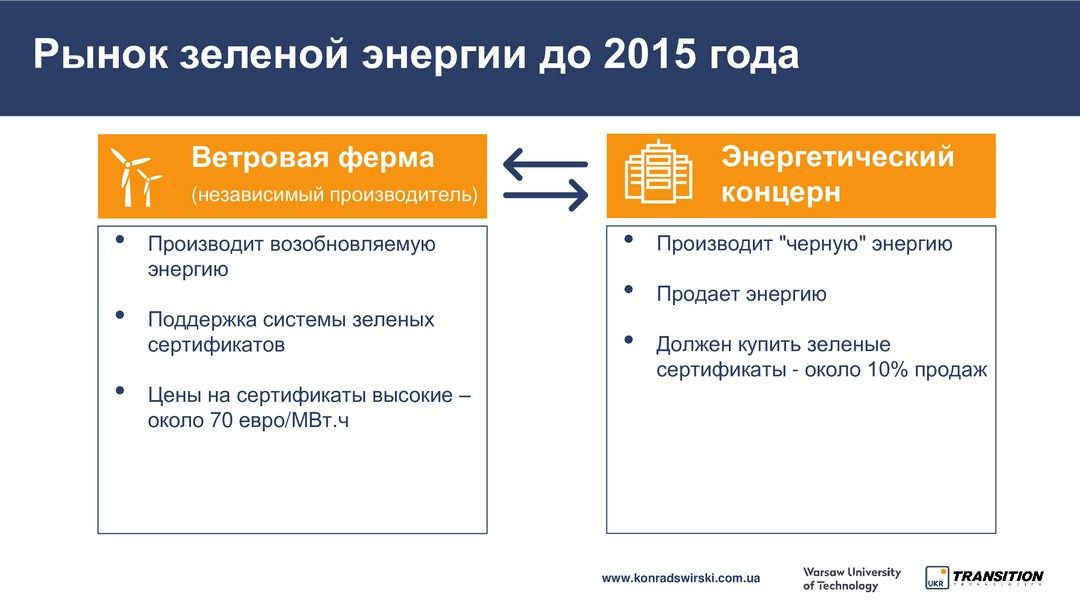 Рынок зеленой энергии до 2015 года
Ветровая ферма
(независимый производитель)
• Производит возобновляемую
энергию
• Поддержка системы зеленых
сертификатов
• Цены на сертификаты высокие –
около 70 евро/МВт.ч
Энергетический
концерн
• Производит "черную" энергию
• Продает энергию
• Должен купить зеленые
сертификаты - около 10% продаж
www.konradswirski.com.ua
Warsaw University
of Technology
UKR
TRANSITION
TECHNOLOGIES